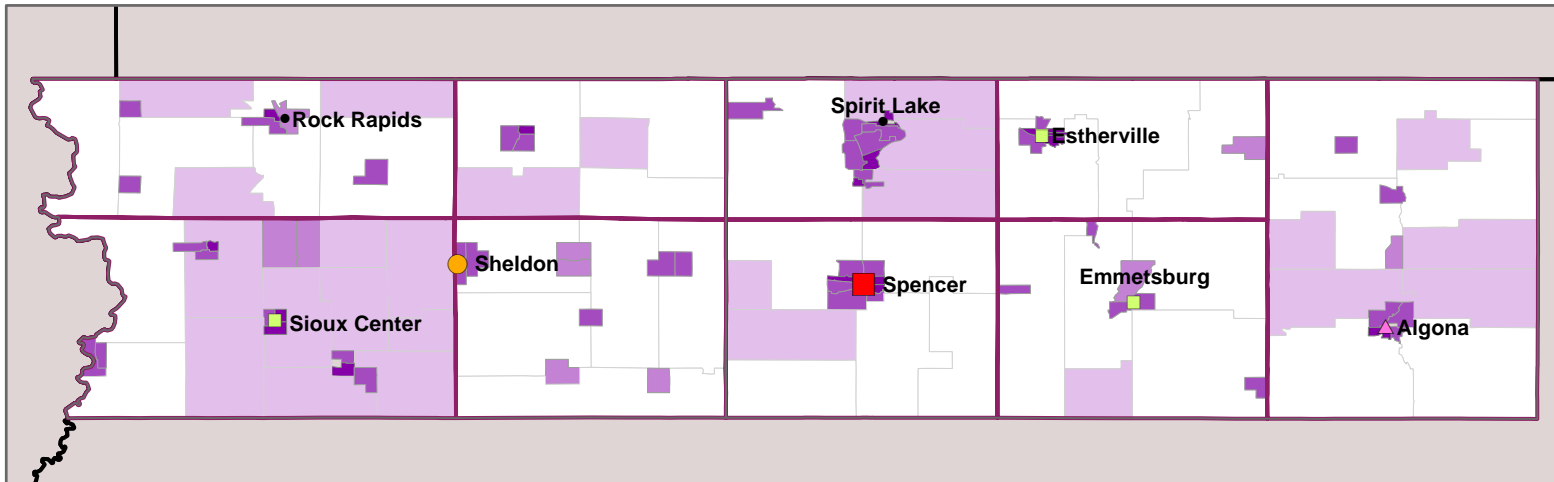 Spirit Lake
Rock Rapids
Estherville
Sheldon
Emmetsburg
Spencer
Sioux Center
Algona